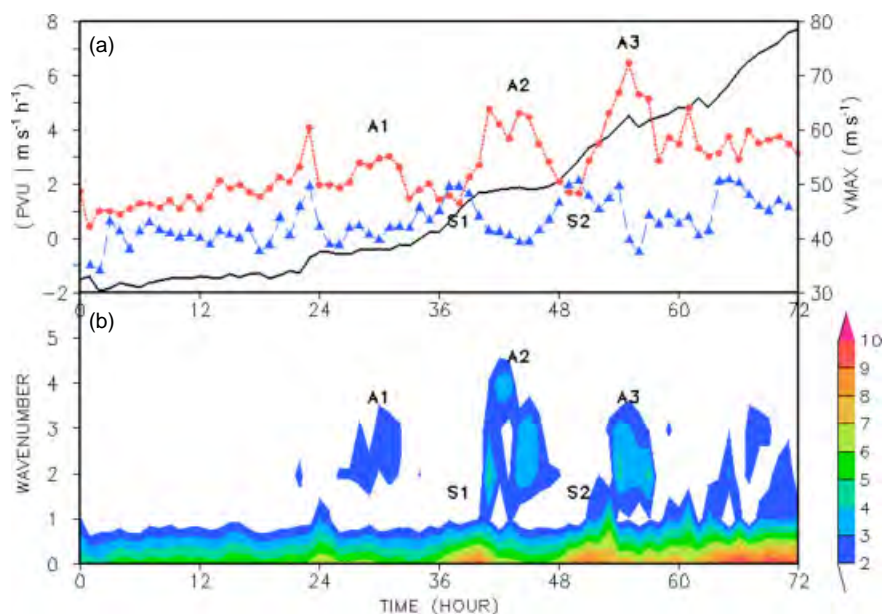 (a)
8
6
4
2
0
-2
( PVU | m s⁻¹ h⁻¹ )
A1
A2
A3
S1
S2
80
70
60
50
40
30
VMAX ( m s⁻¹ )
0 12 24 36 48 60 72
(b)
5
4
3
2
1
0
WAVENUMBER
A1
A2
A3
S1
S2
0 12 24 36 48 60 72
TIME (HOUR)
10
9
8
7
6
5
4
3
2